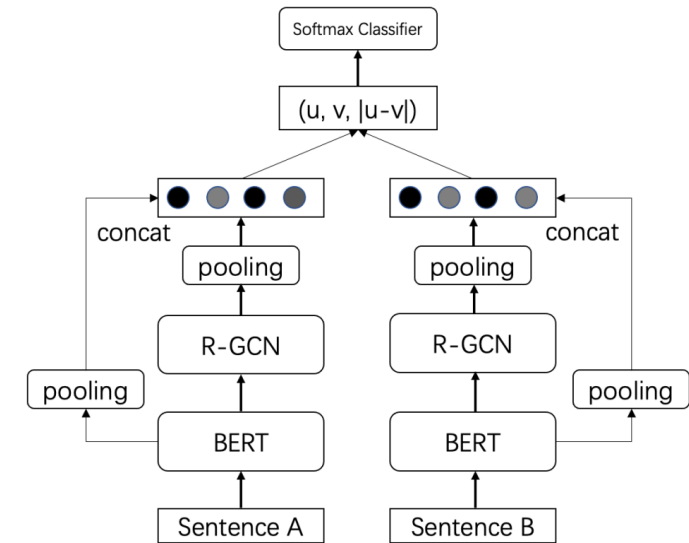 Softmax Classifier
(u, v, |u-v|)
concat
concat
pooling
pooling
R-GCN
R-GCN
pooling
pooling
BERT
BERT
Sentence A
Sentence B